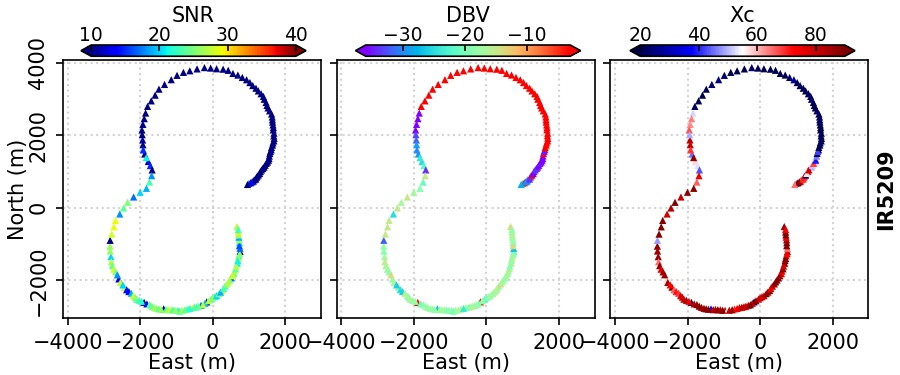 SNR DBV Xc
10 20 30 40 −30 −20 −10 20 40 60 80
4000
2000
0
−2000
North (m)
IR5209
−4000 −2000 0 2000 −4000 −2000 0 2000 −4000 −2000 0 2000
East (m) East (m) East (m)